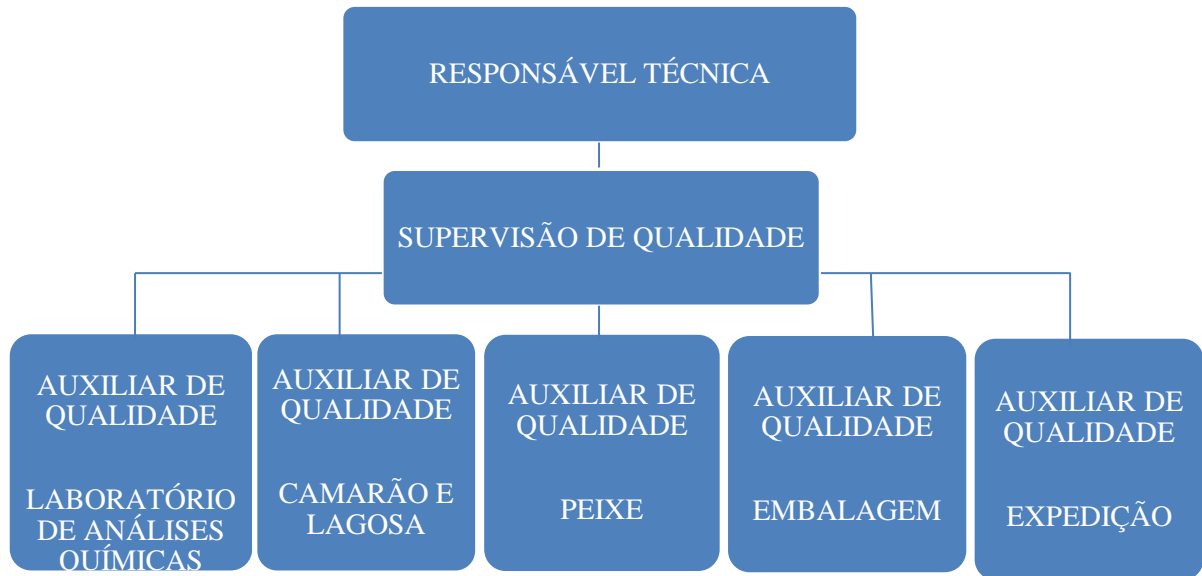 RESPONSÁVEL TÉCNICA
SUPERVISÃO DE QUALIDADE
AUXILIAR DE
QUALIDADE
LABORATÓRIO
DE ANÁLISES
QUÍMICAS
AUXILIAR DE
QUALIDADE
CAMARÃO E
LAGOSA
AUXILIAR DE
QUALIDADE
PEIXE
AUXILIAR DE
QUALIDADE
EMBALAGEM
AUXILIAR DE
QUALIDADE
EXPEDIÇÃO